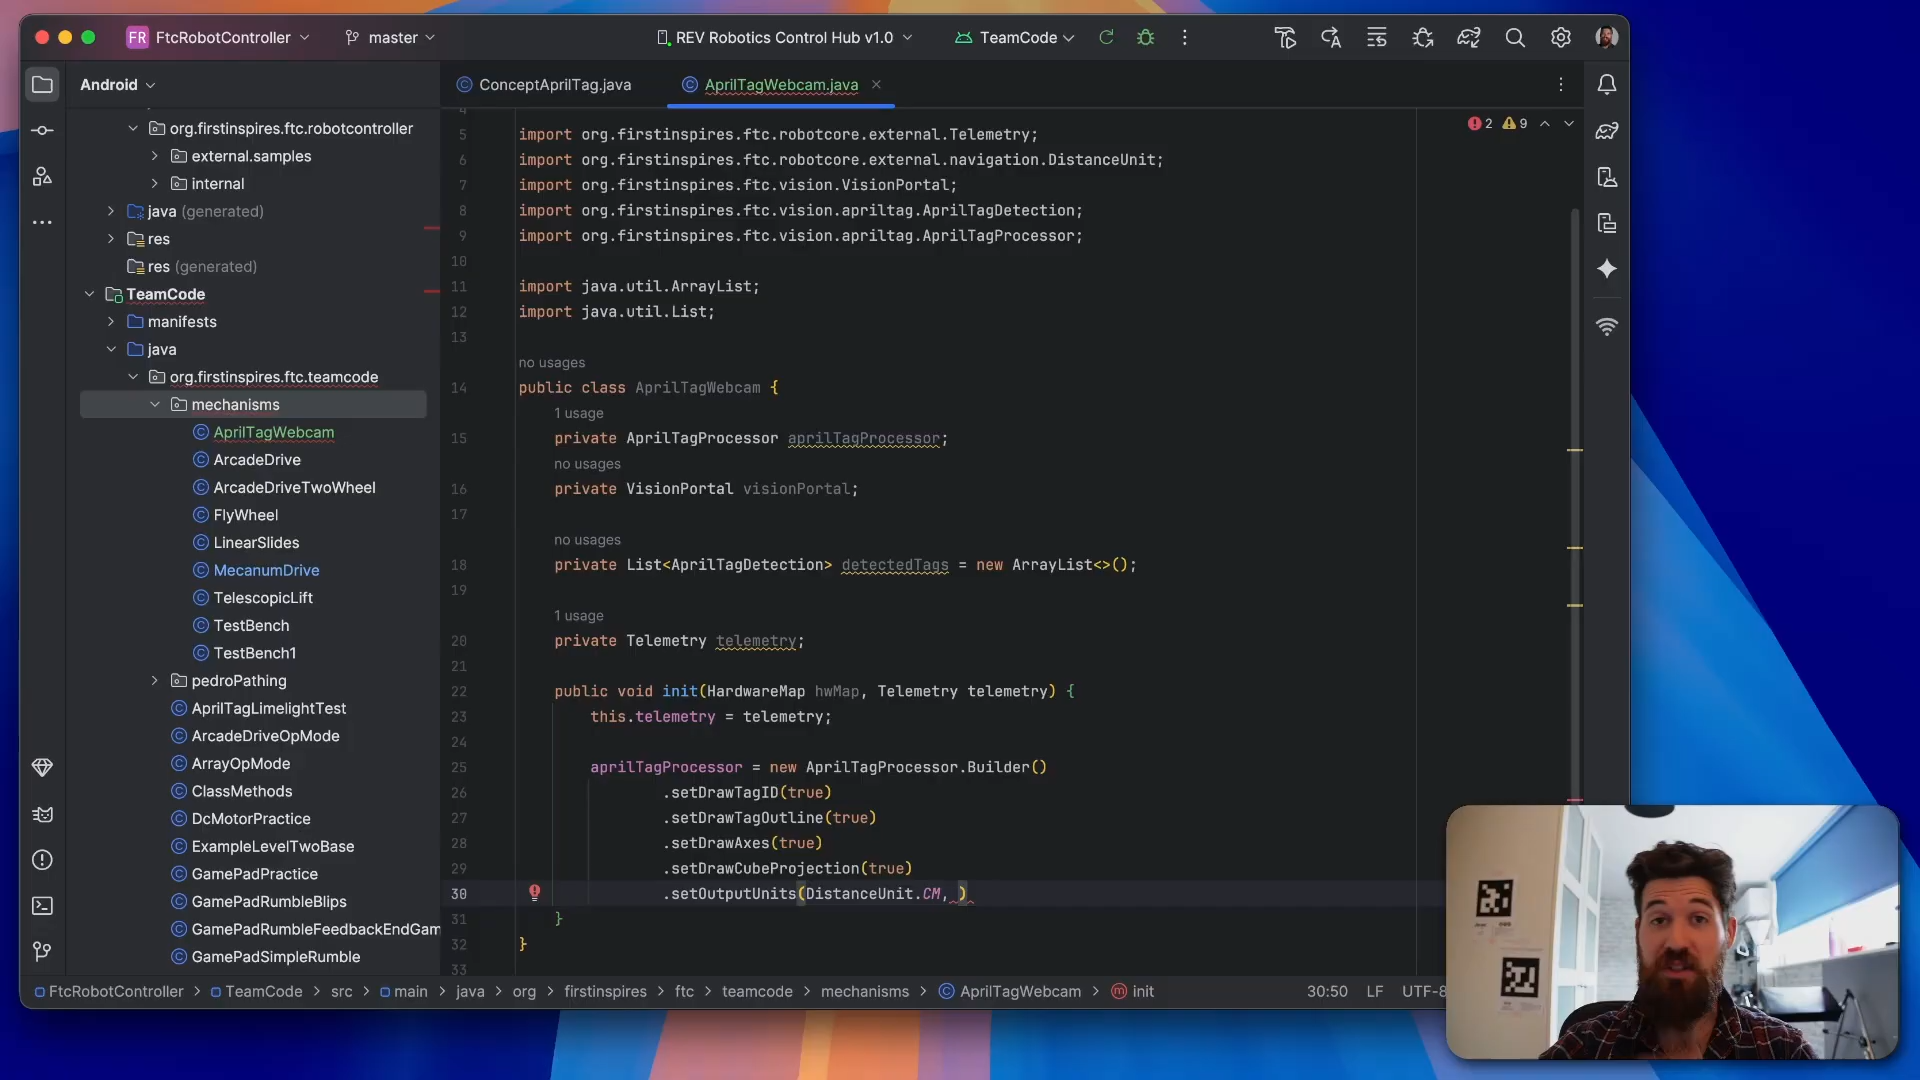 FR FtcRobotController master REV Robotics Control Hub v1.0 TeamCode
Android
org.firstinspires.ftc.robotcontroller
external.samples
internal
java (generated)
res
res (generated)
TeamCode
manifests
java
org.firstinspires.ftc.teamcode
mechanisms
AprilTagWebcam
ArcadeDrive
ArcadeDriveTwoWheel
FlyWheel
LinearSlides
MecanumDrive
TelescopicLift
TestBench
TestBench1
pedroPathing
AprilTagLimelightTest
ArcadeDriveOpMode
ArrayOpMode
ClassMethods
DcMotorPractice
ExampleLevelTwoBase
GamePadPractice
GamePadRumbleBlips
GamePadRumbleFeedbackEndGam
GamePadSimpleRumble
ConceptAprilTag.java AprilTagWebcam.java
2 9
4
5 import org.firstinspires.ftc.robotcore.external.Telemetry;
6 import org.firstinspires.ftc.robotcore.external.navigation.DistanceUnit;
7 import org.firstinspires.ftc.vision.VisionPortal;
8 import org.firstinspires.ftc.vision.apriltag.AprilTagDetection;
9 import org.firstinspires.ftc.vision.apriltag.AprilTagProcessor;
10
11 import java.util.ArrayList;
12 import java.util.List;
13
no usages
14 public class AprilTagWebcam {
1 usage
15 private AprilTagProcessor aprilTagProcessor;
no usages
16 private VisionPortal visionPortal;
17
no usages
18 private List<AprilTagDetection> detectedTags = new ArrayList<>();
19
1 usage
20 private Telemetry telemetry;
21
22 public void init(HardwareMap hwMap, Telemetry telemetry) {
23 this.telemetry = telemetry;
24
25 aprilTagProcessor = new AprilTagProcessor.Builder()
26 .setDrawTagID(true)
27 .setDrawTagOutline(true)
28 .setDrawAxes(true)
29 .setDrawCubeProjection(true)
30 .setOutputUnits(DistanceUnit.CM, )
31 }
32 }
33
FtcRobotController > TeamCode > src > main > java > org > firstinspires > ftc > teamcode > mechanisms > AprilTagWebcam > init 30:50 LF UTF-8